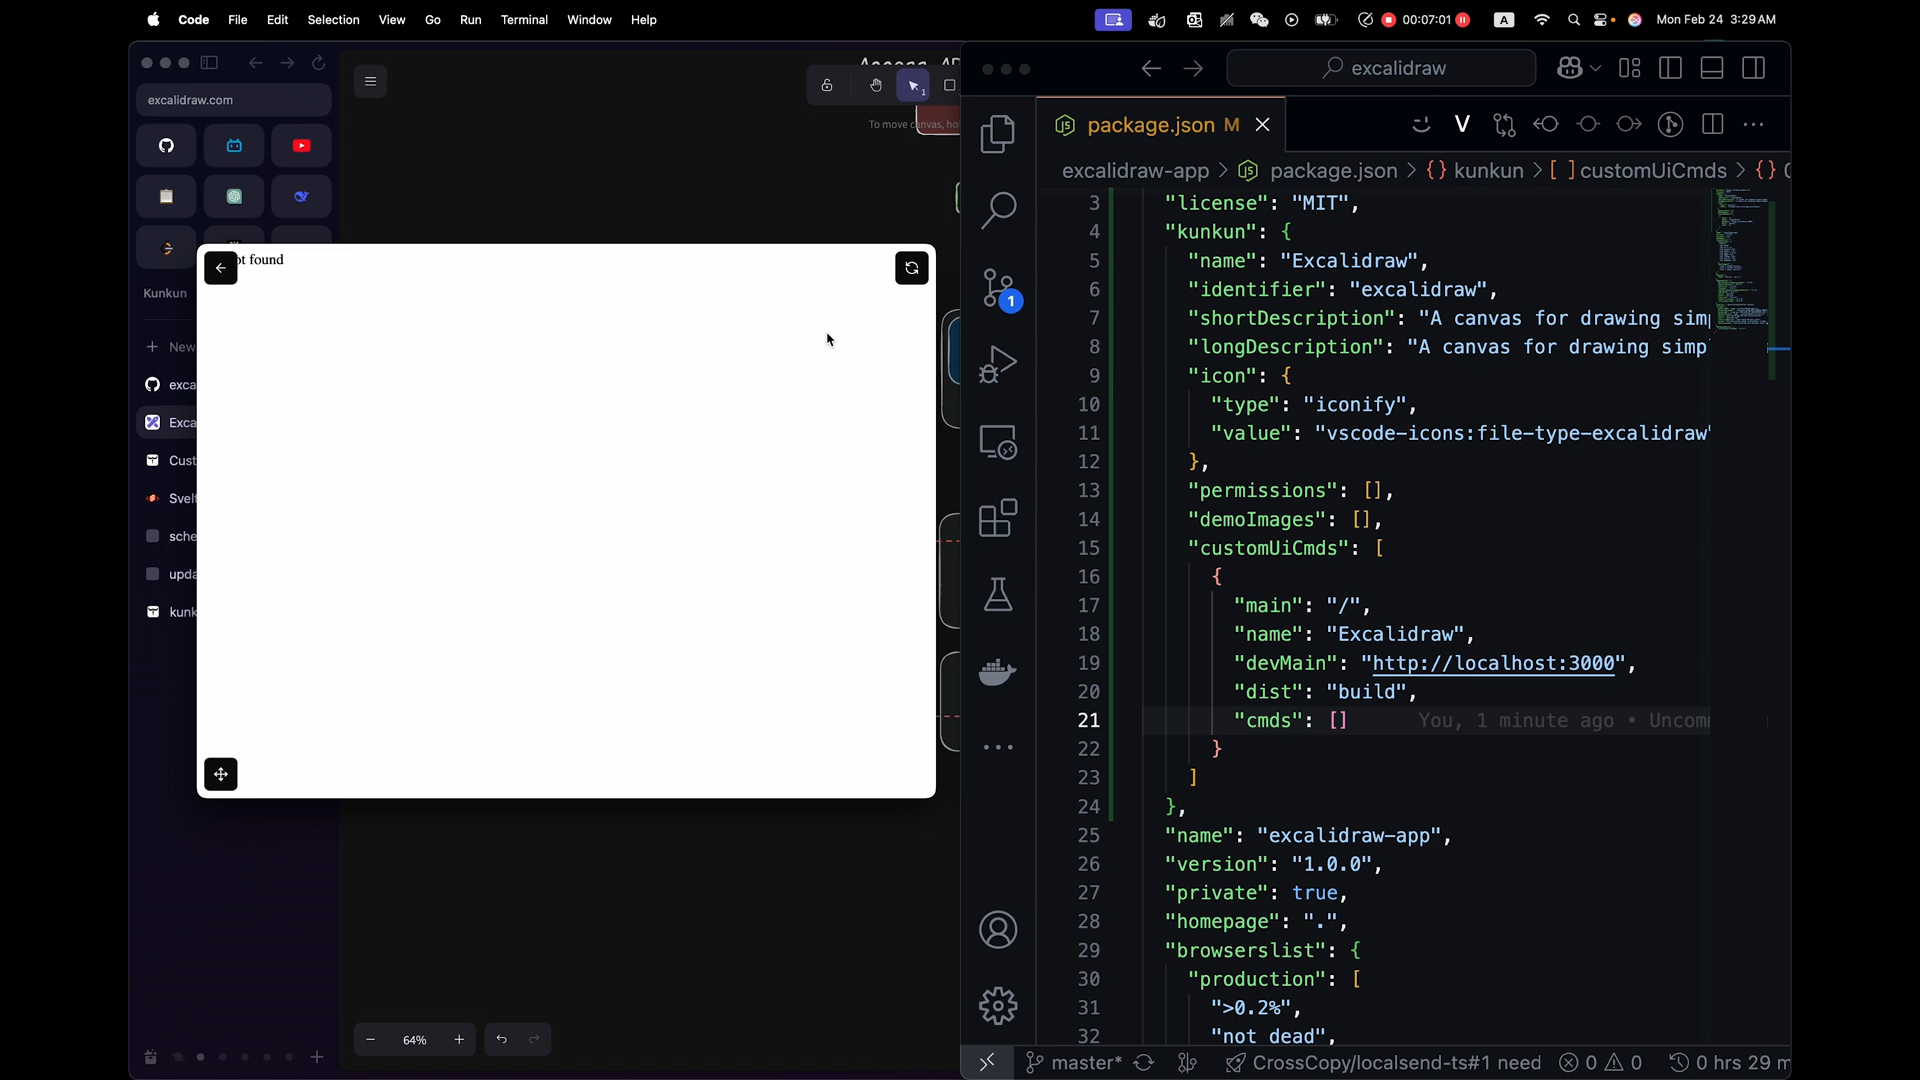 Code File Edit Selection View Go Run Terminal Window Help
00:07:01 A Mon Feb 24 3:29 AM
excalidraw.com
Kunkun
New
exca
Exca
Cust
Svelt
sche
upda
kunk
To move canvas, ho
1
ot found
64%
excalidraw
package.json M
excalidraw-app > package.json > {} kunkun > [ ] customUiCmds > {}
1
3 "license": "MIT",
4 "kunkun": {
5 "name": "Excalidraw",
6 "identifier": "excalidraw",
7 "shortDescription": "A canvas for drawing sim
8 "longDescription": "A canvas for drawing simp
9 "icon": {
10 "type": "iconify",
11 "value": "vscode-icons:file-type-excalidraw"
12 },
13 "permissions": [],
14 "demoImages": [],
15 "customUiCmds": [
16 {
17 "main": "/",
18 "name": "Excalidraw",
19 "devMain": "http://localhost:3000",
20 "dist": "build",
21 "cmds": [] You, 1 minute ago • Uncom
22 }
23 ]
24 },
25 "name": "excalidraw-app",
26 "version": "1.0.0",
27 "private": true,
28 "homepage": ".",
29 "browserslist": {
30 "production": [
31 ">0.2%",
32 "not dead",
master* CrossCopy/localsend-ts#1 need 0 0 0 hrs 29 m